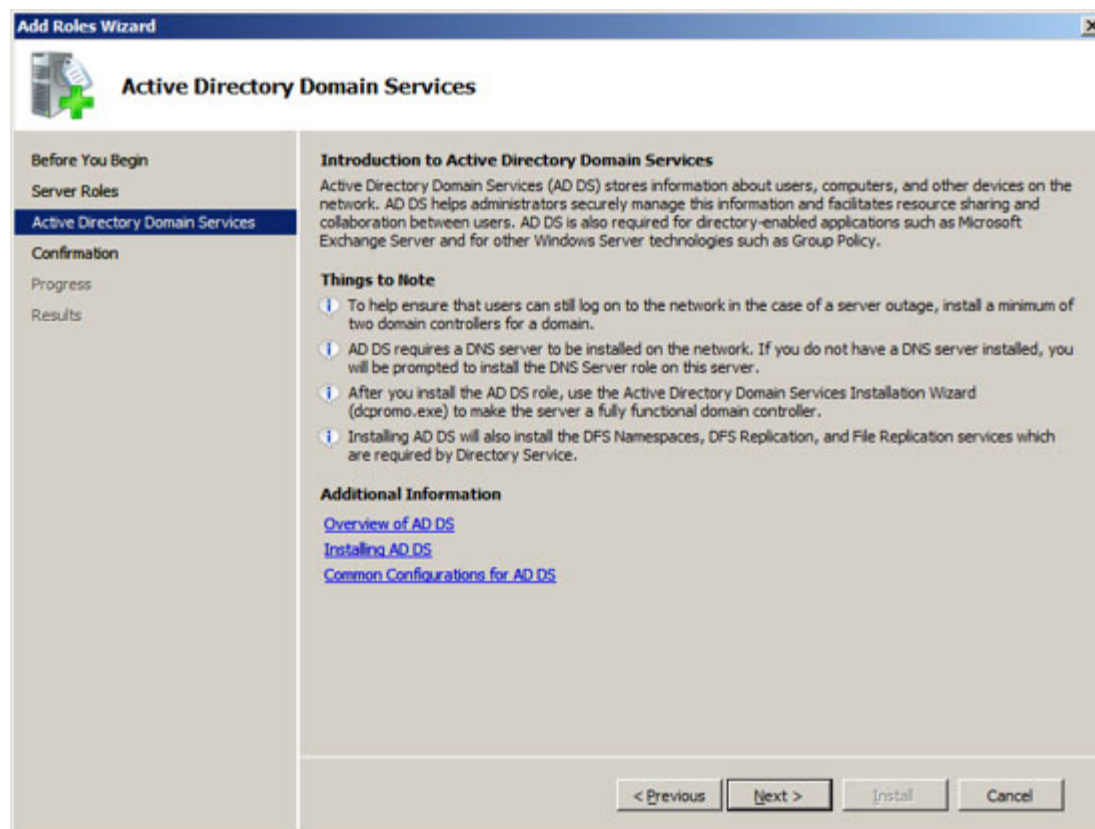 Add Roles Wizard
Active Directory Domain Services
Before You Begin
Server Roles
Active Directory Domain Services
Confirmation
Progress
Results
Introduction to Active Directory Domain Services
Active Directory Domain Services (AD DS) stores information about users, computers, and other devices on the
network. AD DS helps administrators securely manage this information and facilitates resource sharing and
collaboration between users. AD DS is also required for directory-enabled applications such as Microsoft
Exchange Server and for other Windows Server technologies such as Group Policy.
Things to Note
To help ensure that users can still log on to the network in the case of a server outage, install a minimum of
two domain controllers for a domain.
AD DS requires a DNS server to be installed on the network. If you do not have a DNS server installed, you
will be prompted to install the DNS Server role on this server.
After you install the AD DS role, use the Active Directory Domain Services Installation Wizard
(dcpromo.exe) to make the server a fully functional domain controller.
Installing AD DS will also install the DFS Namespaces, DFS Replication, and File Replication services which
are required by Directory Service.
Additional Information
Overview of AD DS
Installing AD DS
Common Configurations for AD DS
< Previous Next > Install Cancel